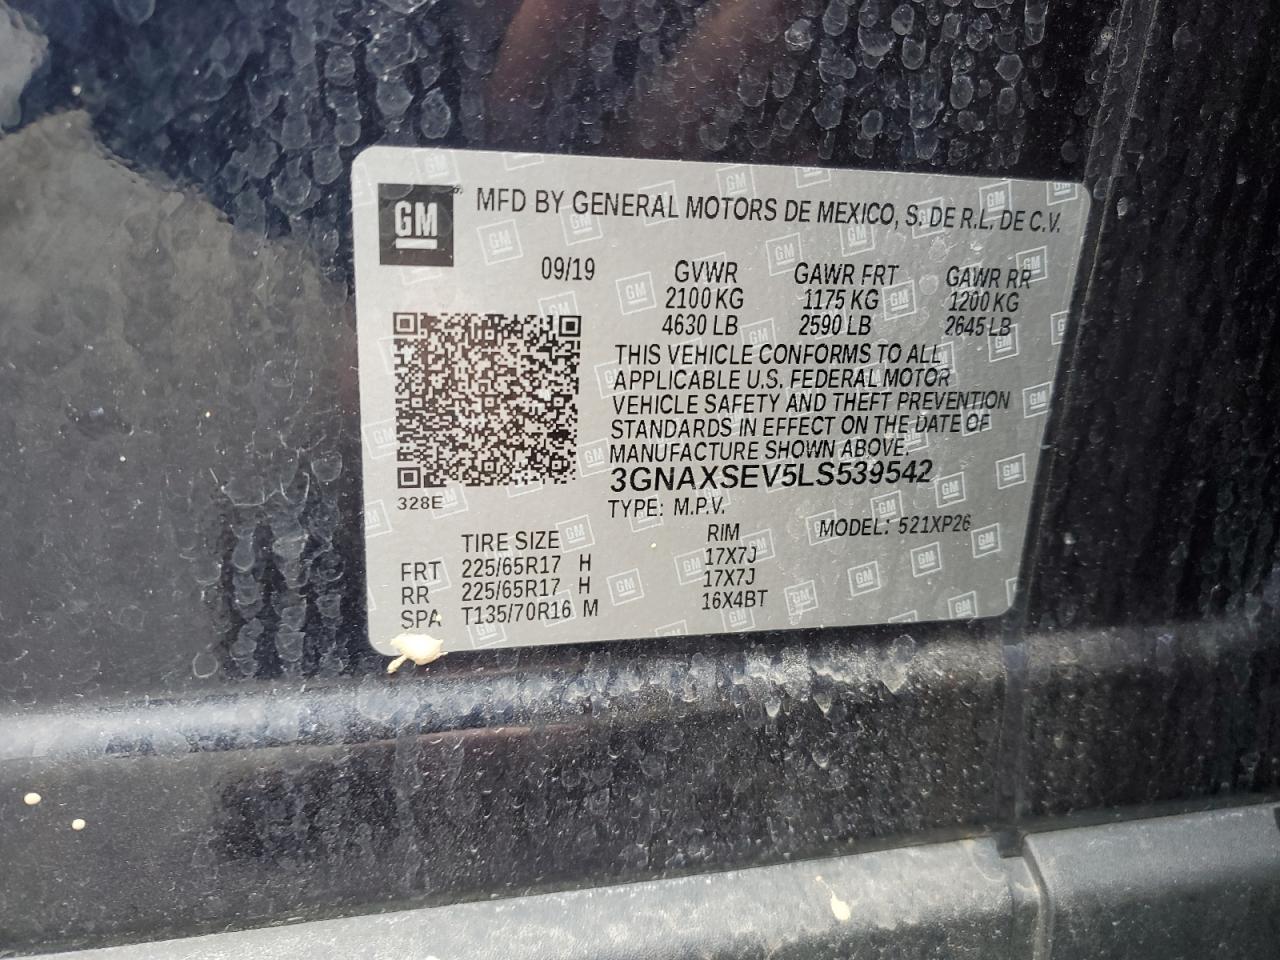 GM MFD BY GENERAL MOTORS DE MEXICO, S. DE R.L. DE C.V.
09/19 GVWR GAWR FRT GAWR RR
2100 KG 1175 KG 1200 KG
4630 LB 2590 LB 2645 LB
THIS VEHICLE CONFORMS TO ALL
APPLICABLE U.S. FEDERAL MOTOR
VEHICLE SAFETY AND THEFT PREVENTION
STANDARDS IN EFFECT ON THE DATE OF
MANUFACTURE SHOWN ABOVE.
3GNAXSEV5LS539542
328E
TYPE: M.P.V. MODEL: 521XP26
TIRE SIZE RIM
FRT 225/65R17 H 17X7J
RR 225/65R17 H 17X7J
SPA T135/70R16 M 16X4BT